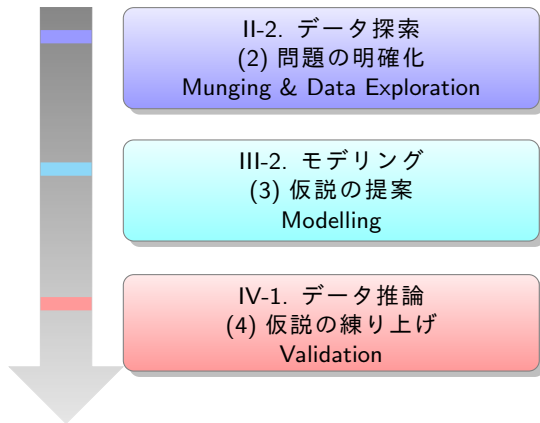 II-2. データ探索
(2) 問題の明確化
Munging & Data Exploration
III-2. モデリング
(3) 仮説の提案
Modelling
IV-1. データ推論
(4) 仮説の練り上げ
Validation